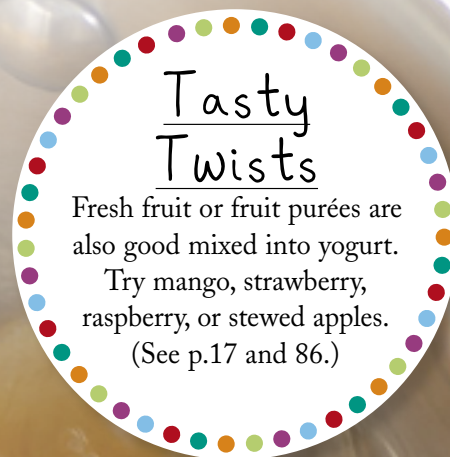 Tasty
Twists
Fresh fruit or fruit purées are
also good mixed into yogurt.
Try mango, strawberry,
raspberry, or stewed apples.
(See p.17 and 86.)